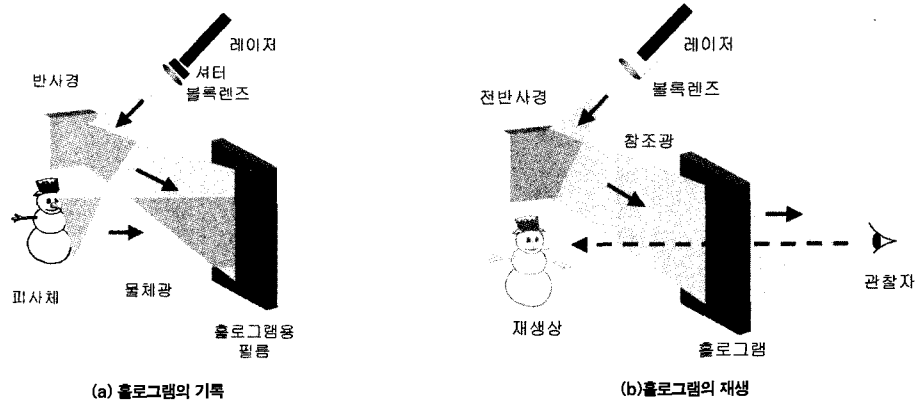 레이저
셔터
볼록렌즈
반사경
피사체
물체광
홀로그램용
필름
(a) 홀로그램의 기록
레이저
볼록렌즈
전반사경
참조광
관찰자
재생상
홀로그램
(b)홀로그램의 재생